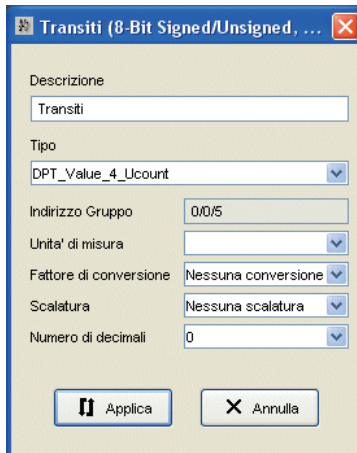 Transiti (8-Bit Signed/Unsigned, ...
Descrizione
Transiti
Tipo
DPT_Value_4_Ucount
Indirizzo Gruppo 0/0/5
Unita' di misura
Fattore di conversione Nessuna conversione
Scalatura Nessuna scalatura
Numero di decimali 0
Applica Annulla